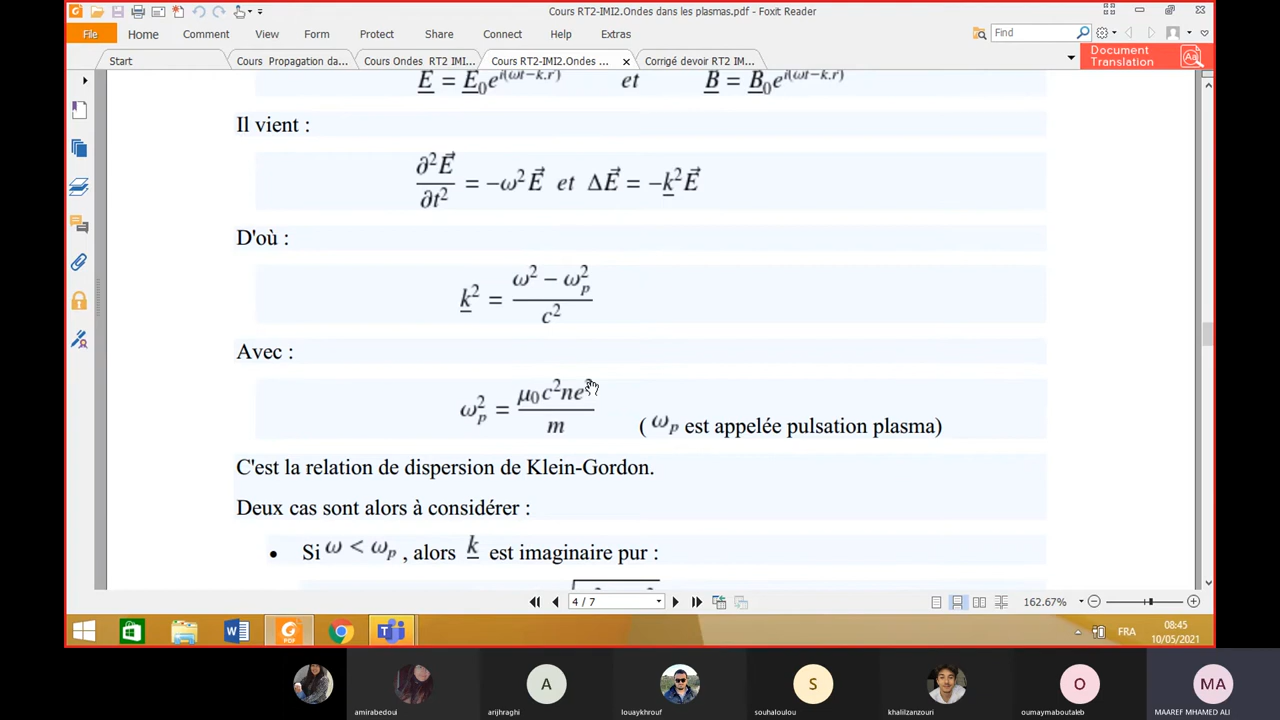 Cours RT2-IMI2.Ondes dans les plasmas.pdf - Foxit Reader
File Home Comment View Form Protect Share Connect Help Extras Find
Start Cours Propagation da... Cours Ondes RT2 IMI... Cours RT2-IMI2.Ondes ... Corrigé devoir RT2 IM...
Document
Translation
E = E₀e^{i(ωt−k.r)} et B = B₀e^{i(ωt−k.r)}
Il vient :
∂²E⃗/∂t² = −ω²E⃗ et ΔE⃗ = −k²E⃗
D'où :
k² = (ω² − ω_p²)/c²
Avec :
ω_p² = μ₀c²ne²/m ( ω_p est appelée pulsation plasma)
C'est la relation de dispersion de Klein-Gordon.
Deux cas sont alors à considérer :
• Si ω < ω_p , alors k est imaginaire pur :
4 / 7 162.67%
FRA
08:45
10/05/2021
A S O MA
amirabedoui arijhraghi louaykhrouf souhaloulou khalilzanzouri oumaymaboutaleb MAAREF MHAMED ALI